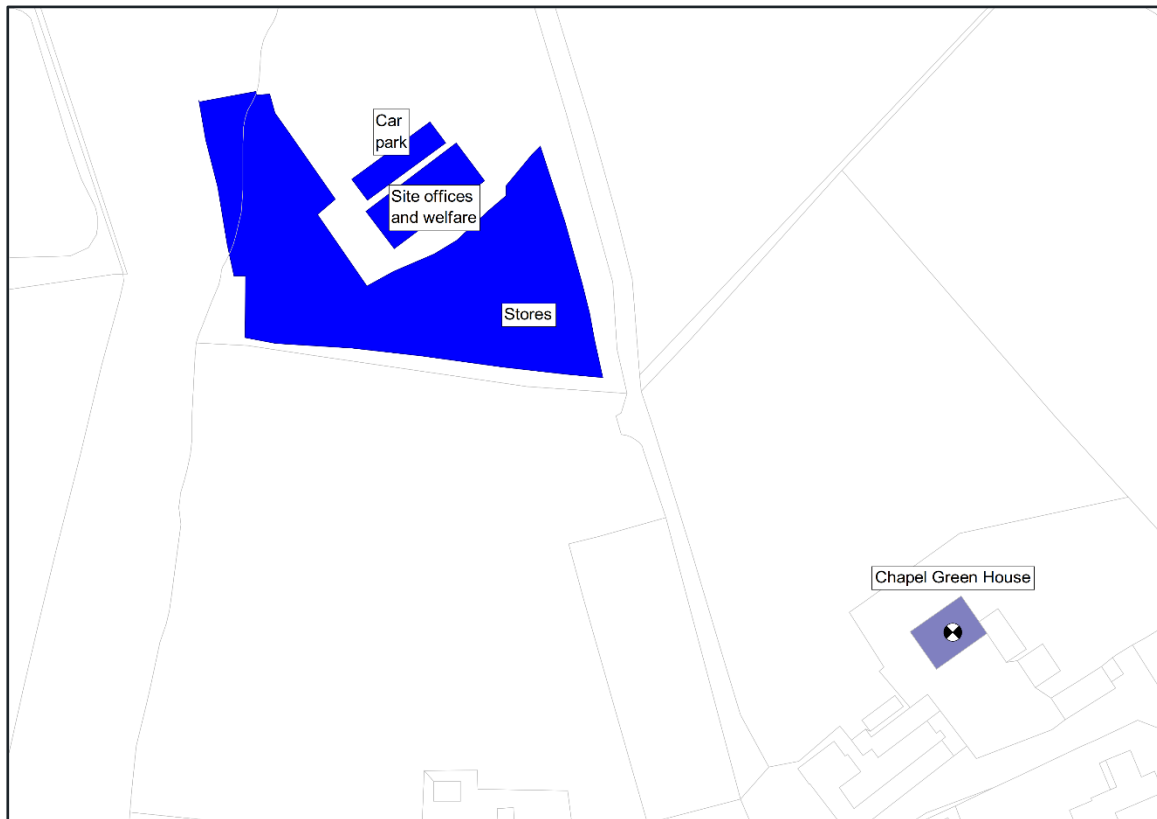 Car
park
Site offices
and welfare
Stores
Chapel Green House